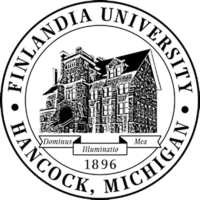 • FINLANDIA UNIVERSITY •
HANCOCK, MICHIGAN
Dominus Mea
Illuminatio
1896